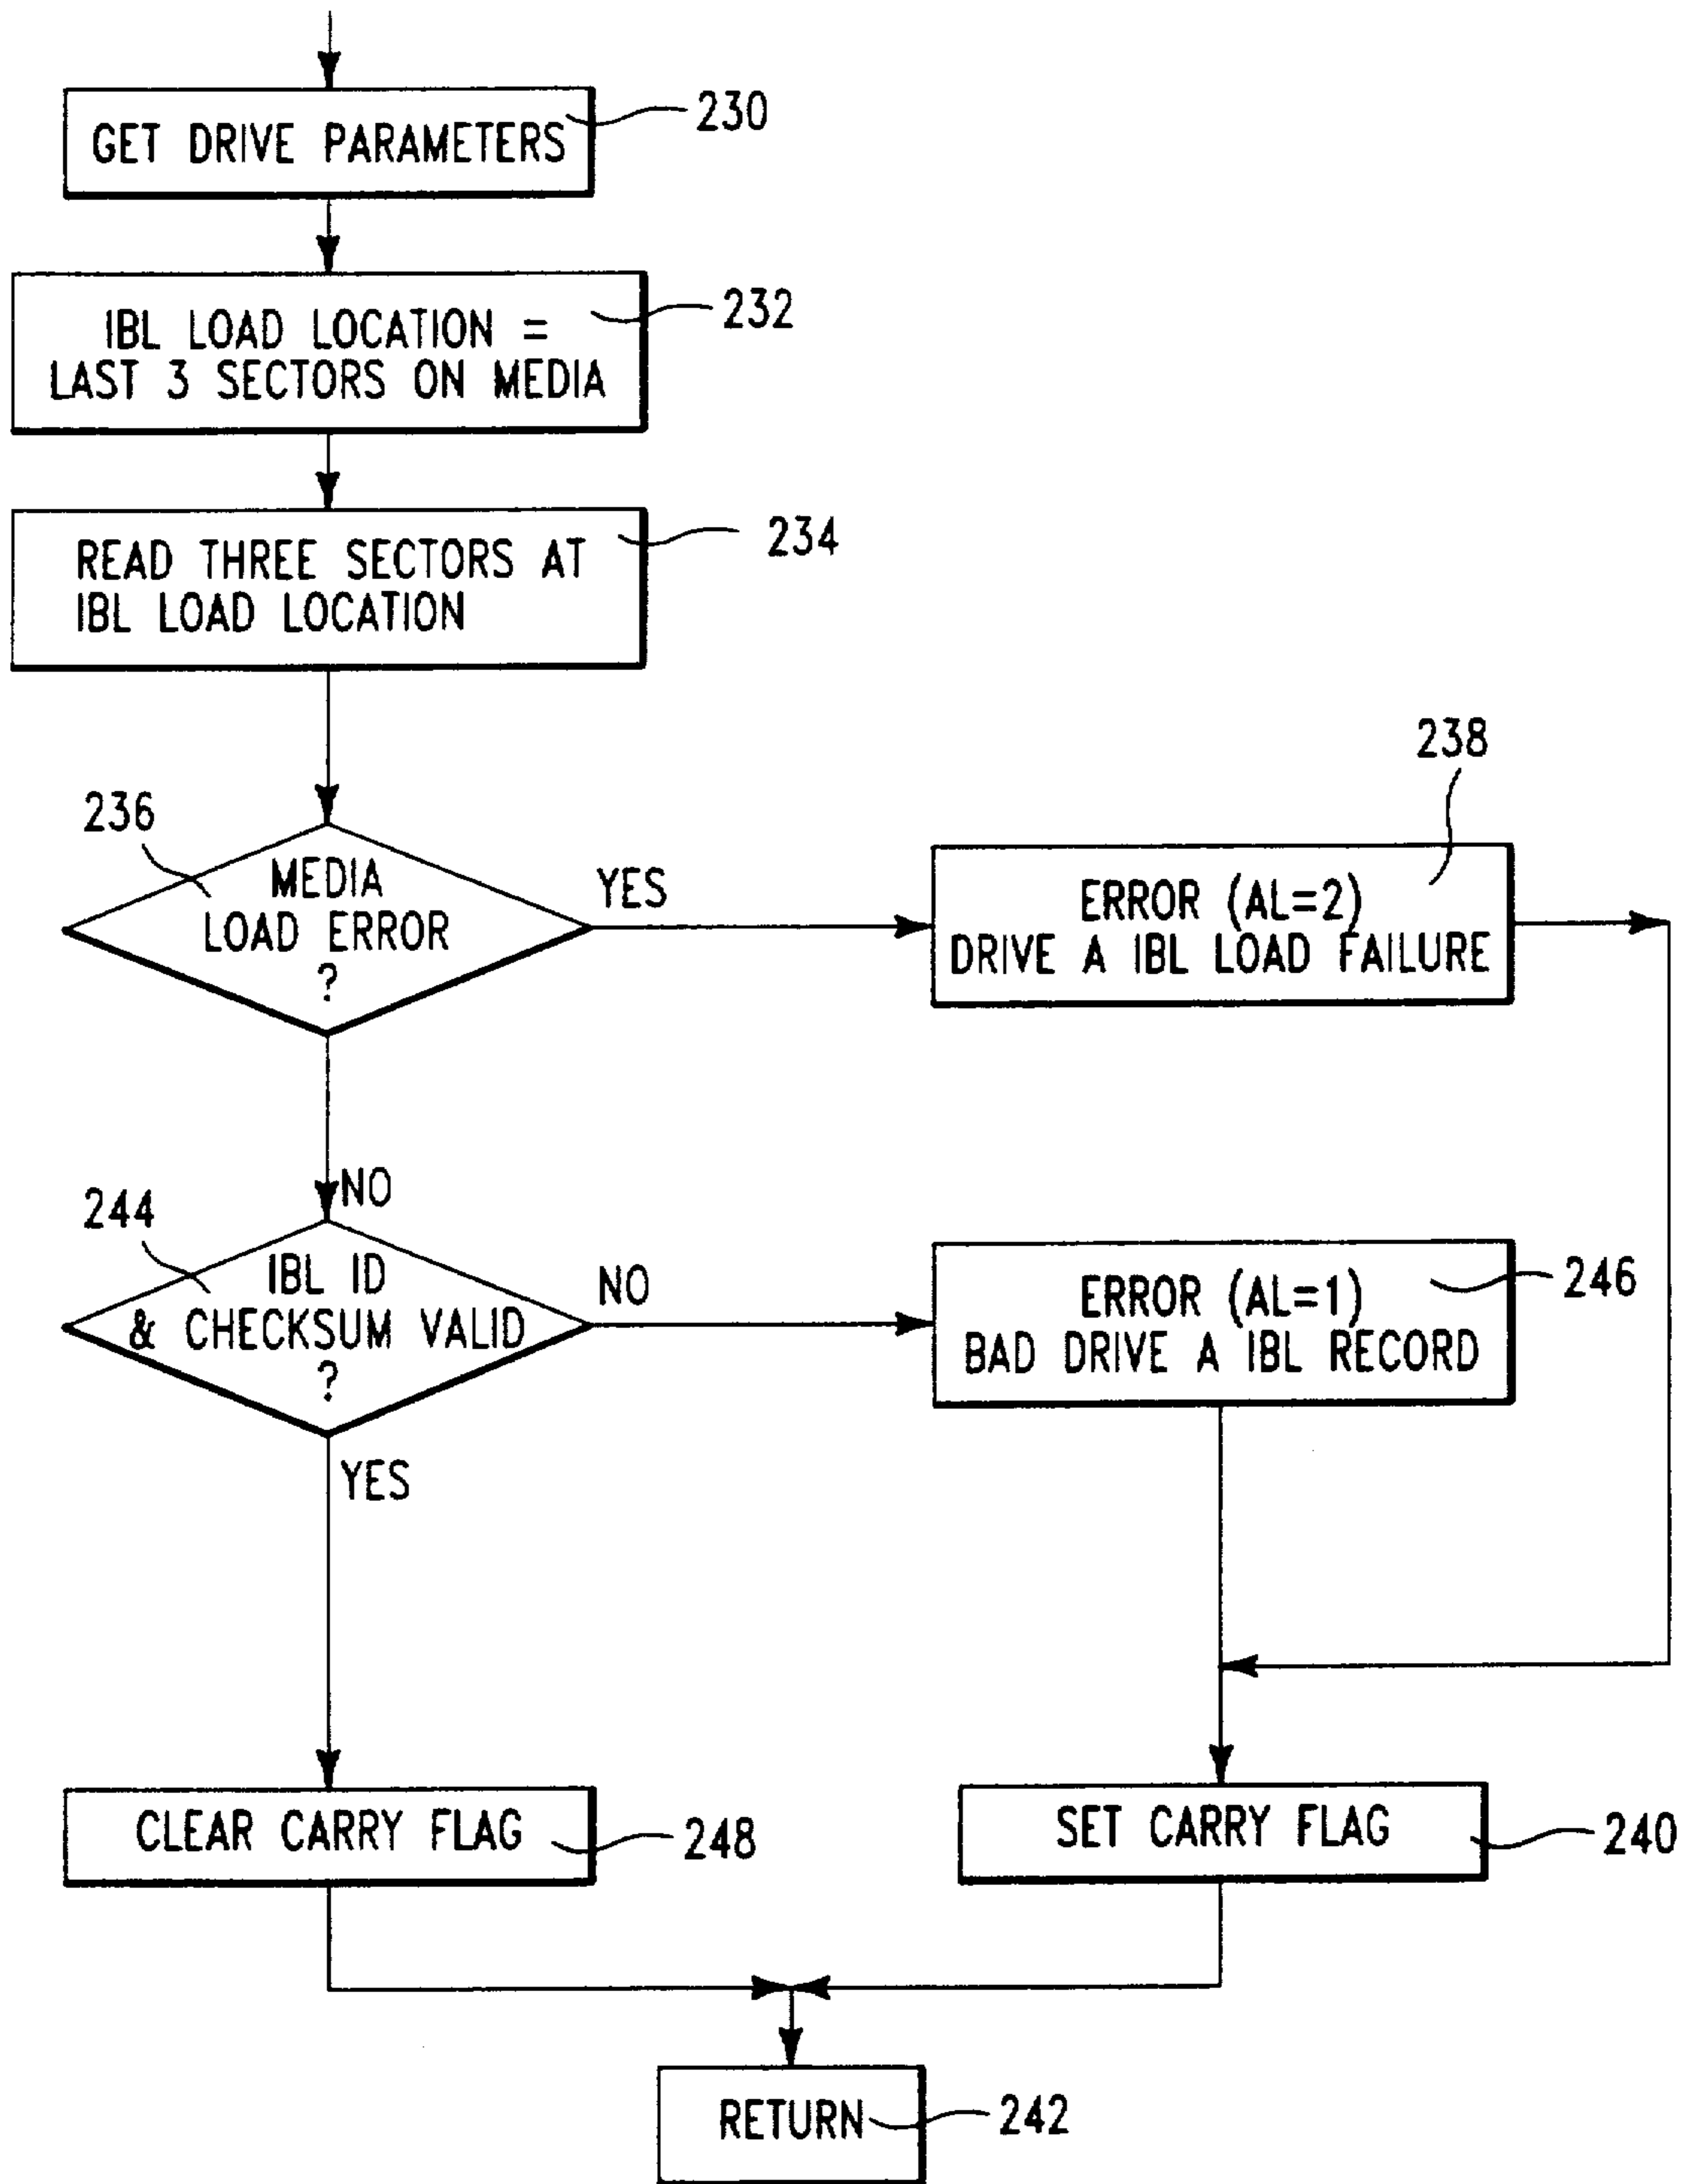 GET DRIVE PARAMETERS
230
IBL LOAD LOCATION =
LAST 3 SECTORS ON MEDIA
232
READ THREE SECTORS AT
IBL LOAD LOCATION
234
236
MEDIA
LOAD ERROR
?
YES
238
ERROR (AL=2)
DRIVE A IBL LOAD FAILURE
NO
244
IBL ID
& CHECKSUM VALID
?
NO
ERROR (AL=1)
BAD DRIVE A IBL RECORD
246
YES
CLEAR CARRY FLAG
248
SET CARRY FLAG
240
RETURN
242